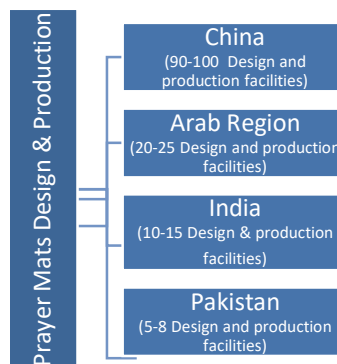 Prayer Mats Design & Production
China
(90-100 Design and
production facilities)
Arab Region
(20-25 Design and production
facilities)
India
(10-15 Design & production
facilities)
Pakistan
(5-8 Design and production
facilities)